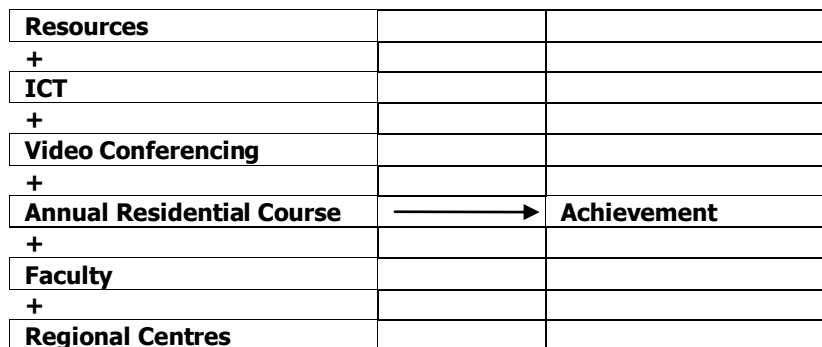 Resources
+
ICT
+
Video Conferencing
+
Annual Residential Course Achievement
+
Faculty
+
Regional Centres